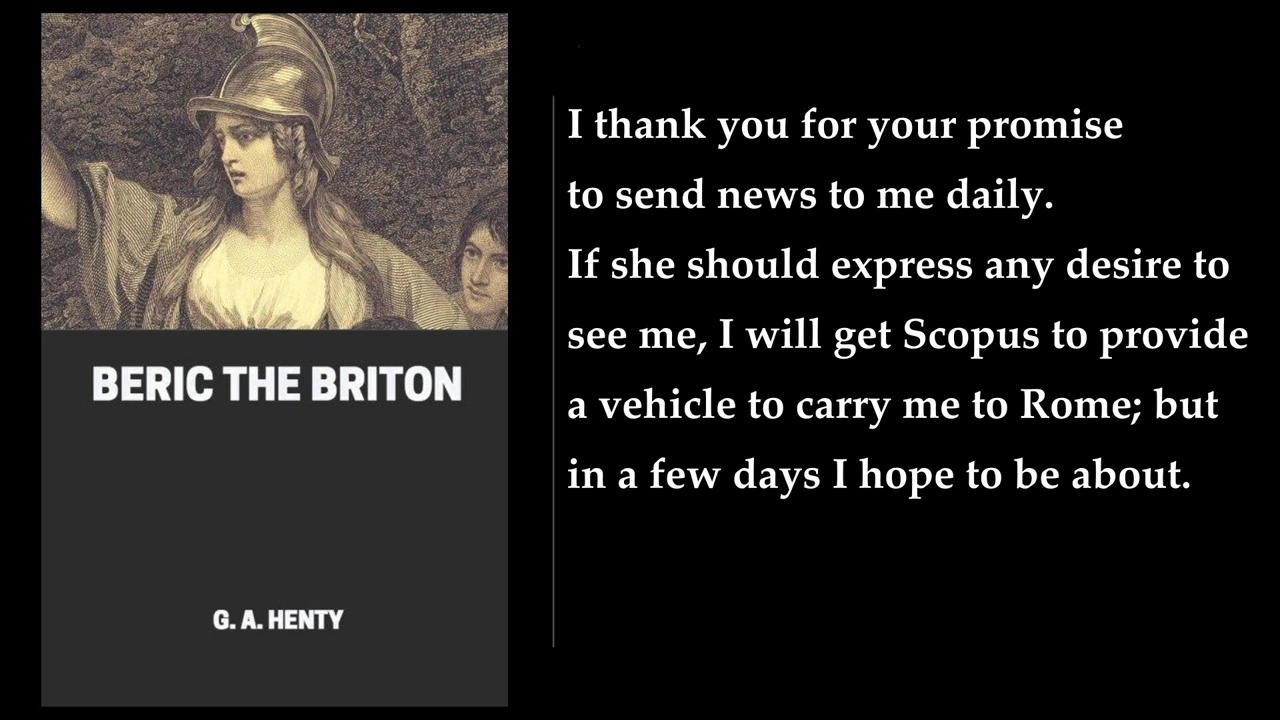 BERIC THE BRITON
G. A. HENTY
I thank you for your promise
to send news to me daily.
If she should express any desire to
see me, I will get Scopus to provide
a vehicle to carry me to Rome; but
in a few days I hope to be about.